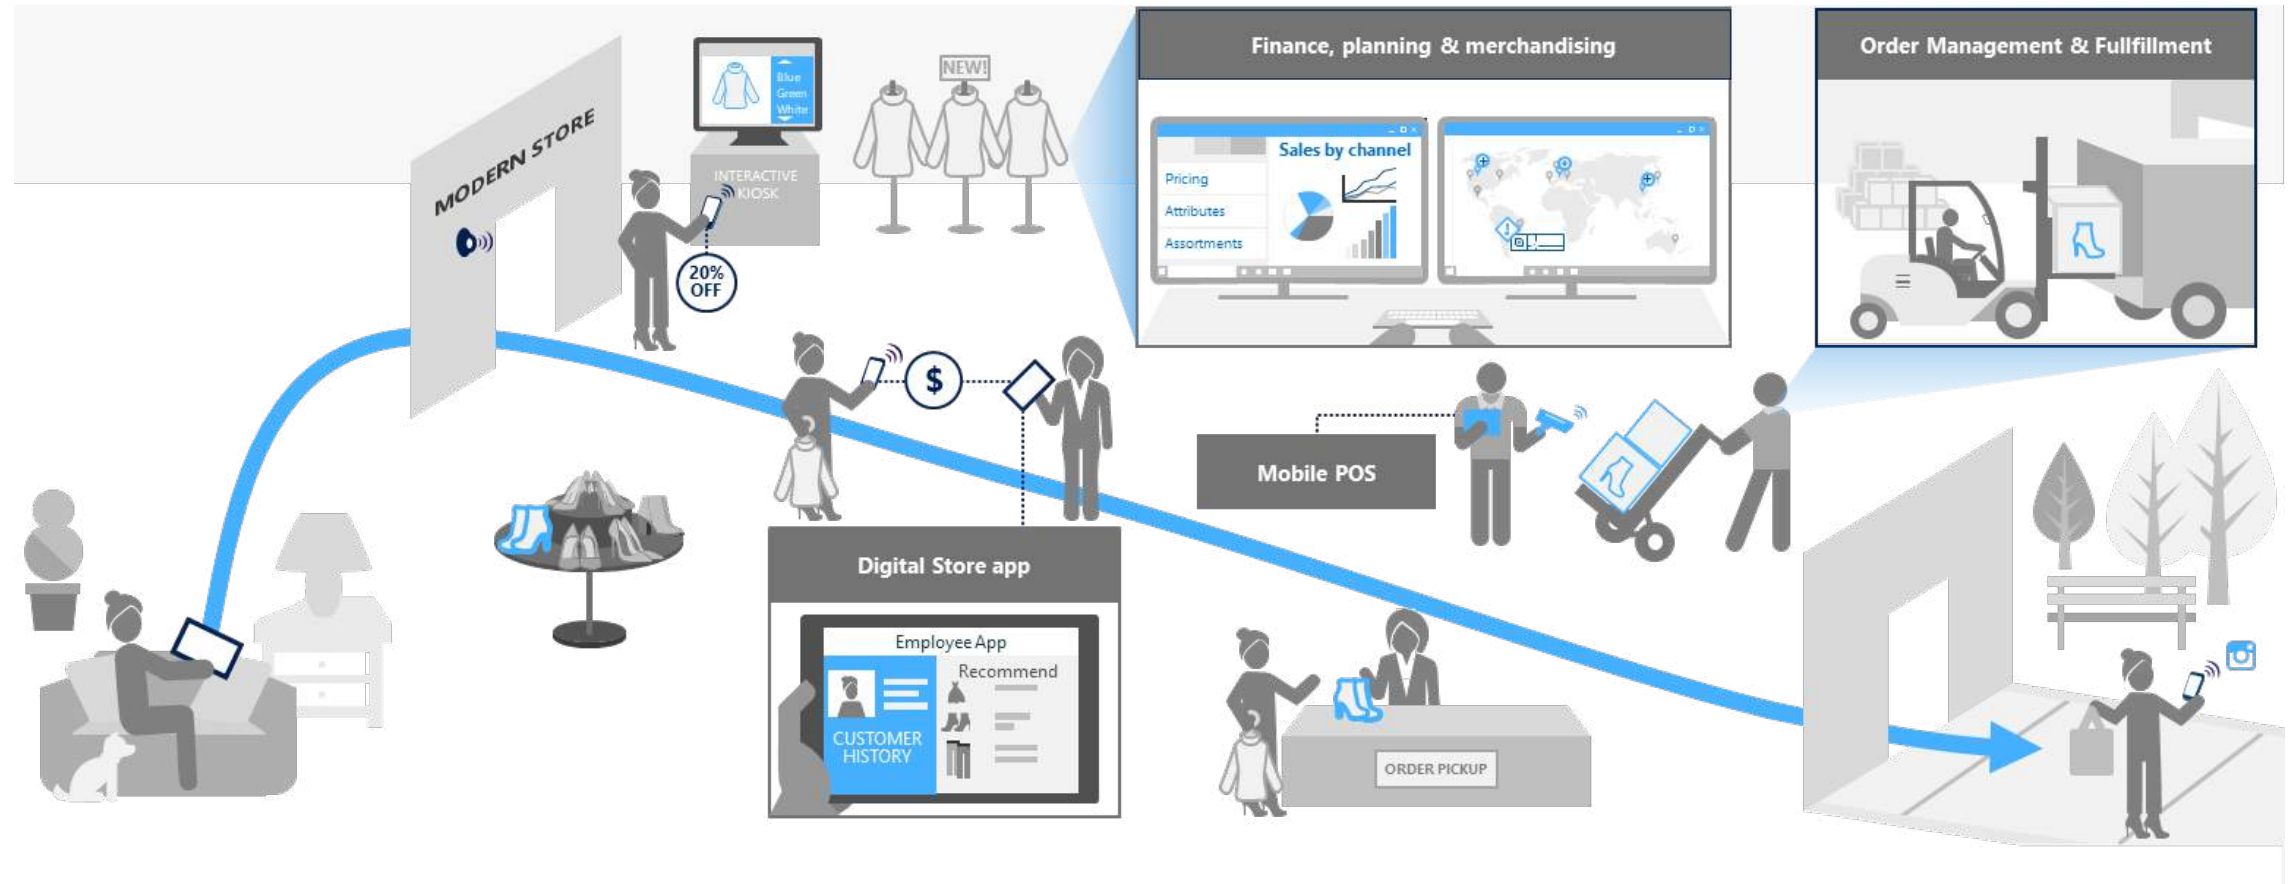 MODERN STORE
Blue
Green
White
INTERACTIVE
KIOSK
20%
OFF
NEW!
Finance, planning & merchandising
Sales by channel
Pricing
Attributes
Assortments
Order Management & Fullfillment
$
Mobile POS
Digital Store app
Employee App
Recommend
CUSTOMER
HISTORY
ORDER PICKUP